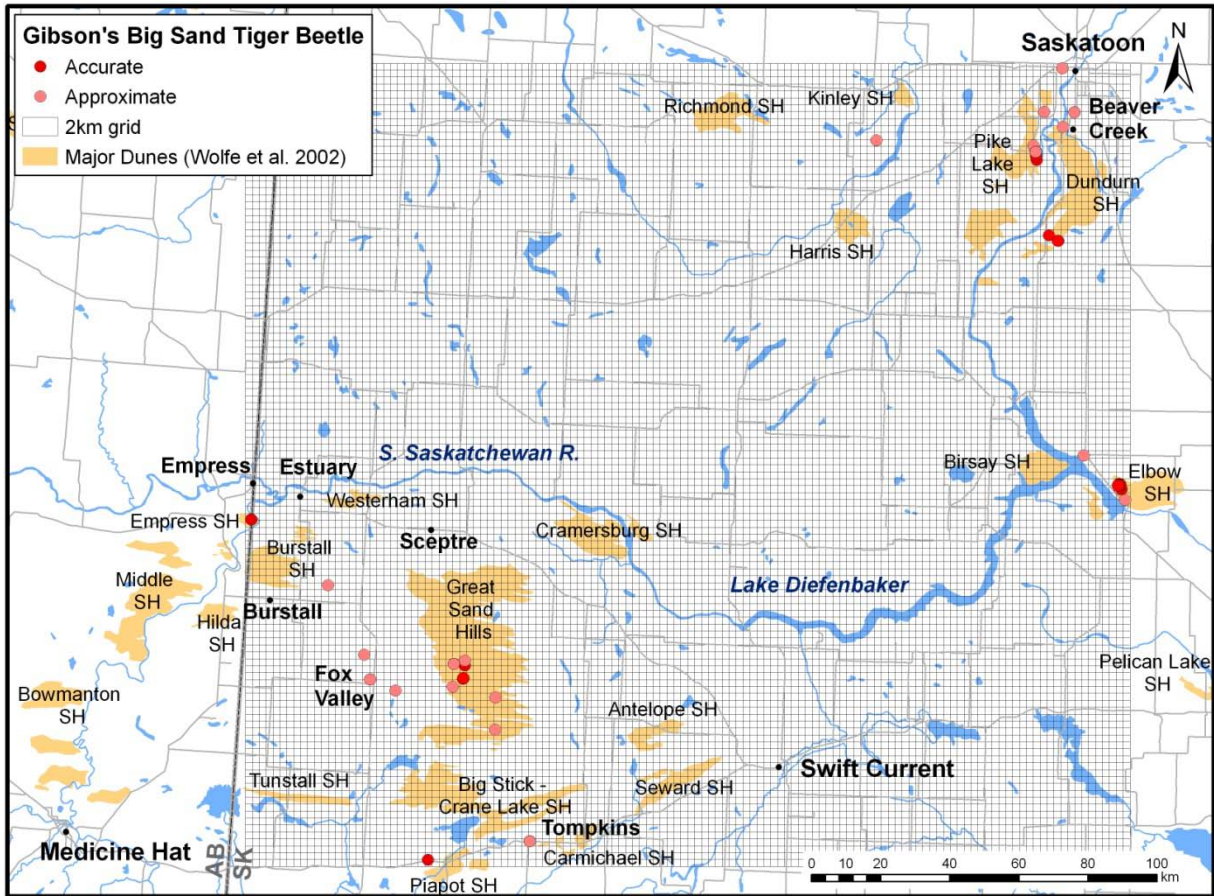 Gibson's Big Sand Tiger Beetle
Accurate
Approximate
2km grid
Major Dunes (Wolfe et al. 2002)
N
Saskatoon
Richmond SH
Kinley SH
Beaver
Creek
Pike
Lake
SH
Dundurn
SH
Harris SH
S. Saskatchewan R.
Empress
Estuary
Westerham SH
Birsay SH
Elbow
SH
Empress SH
Sceptre
Cramersburg SH
Burstall
SH
Middle
SH
Great
Sand
Hills
Lake Diefenbaker
Hilda
SH
Burstall
Fox
Valley
Pelican Lake
SH
Bowmanton
SH
Antelope SH
Tunstall SH
Big Stick -
Crane Lake SH
Seward SH
Swift Current
Tompkins
Medicine Hat
AB
SK
Carmichael SH
Piapot SH
0 10 20 40 60 80 100
km